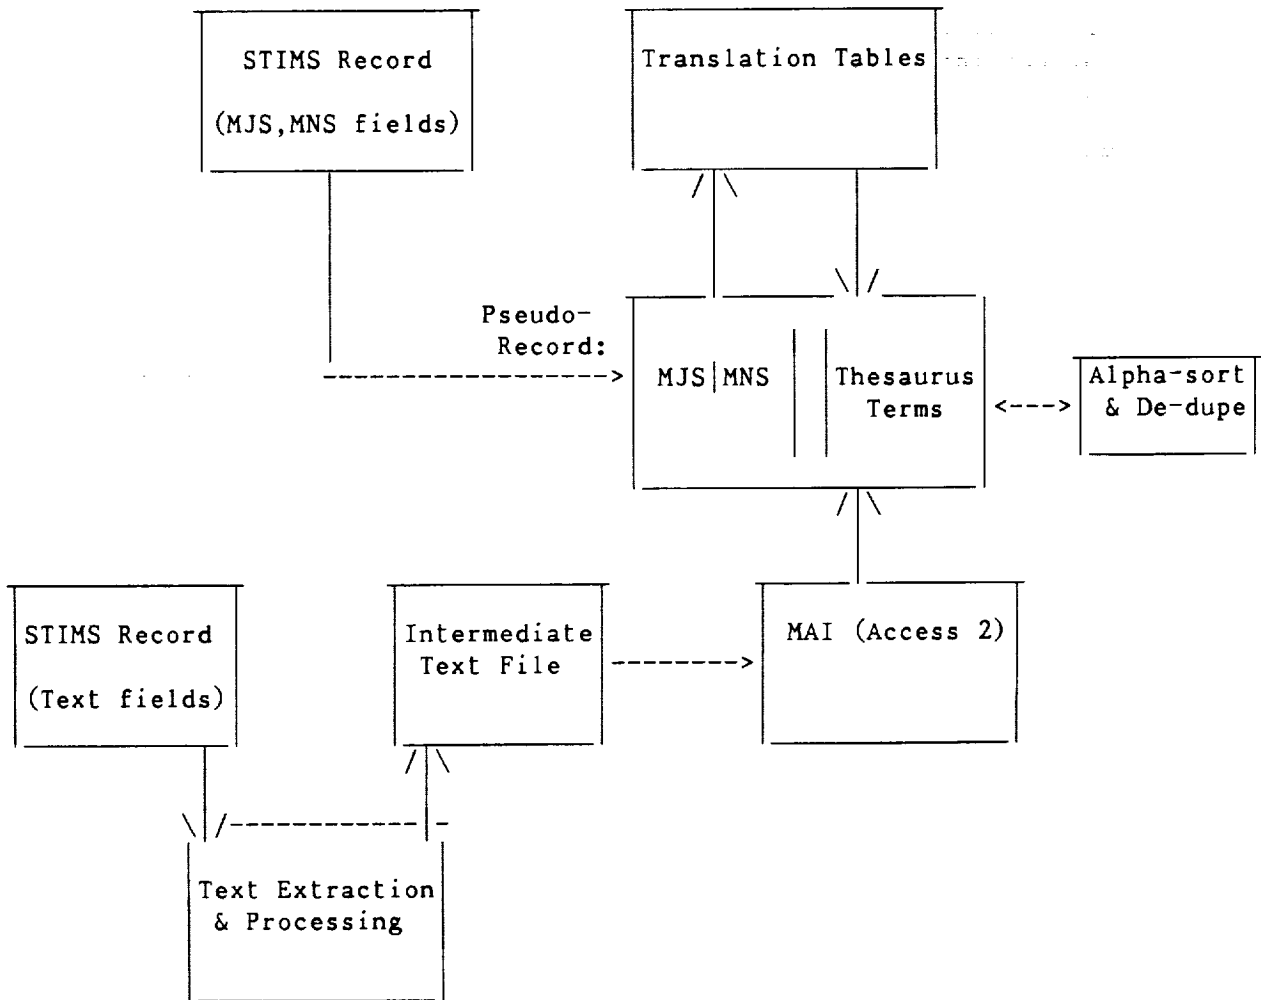 STIMS Record
(MJS,MNS fields)
Translation Tables
Pseudo-
Record:
MJS|MNS
Thesaurus
Terms
Alpha-sort
& De-dupe
STIMS Record
(Text fields)
Intermediate
Text File
MAI (Access 2)
Text Extraction
& Processing